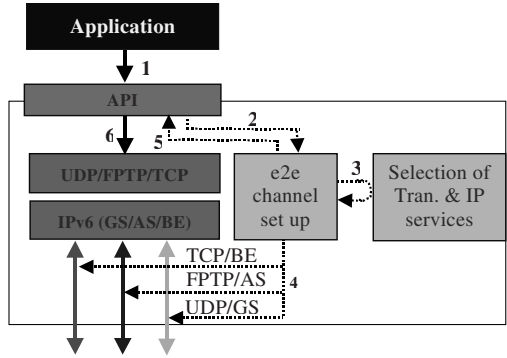 Application
1
API
2
6
5
3
UDP/FPTP/TCP
e2e
channel
set up
Selection of
Tran. & IP
services
IPv6 (GS/AS/BE)
TCP/BE
4
FPTP/AS
UDP/GS